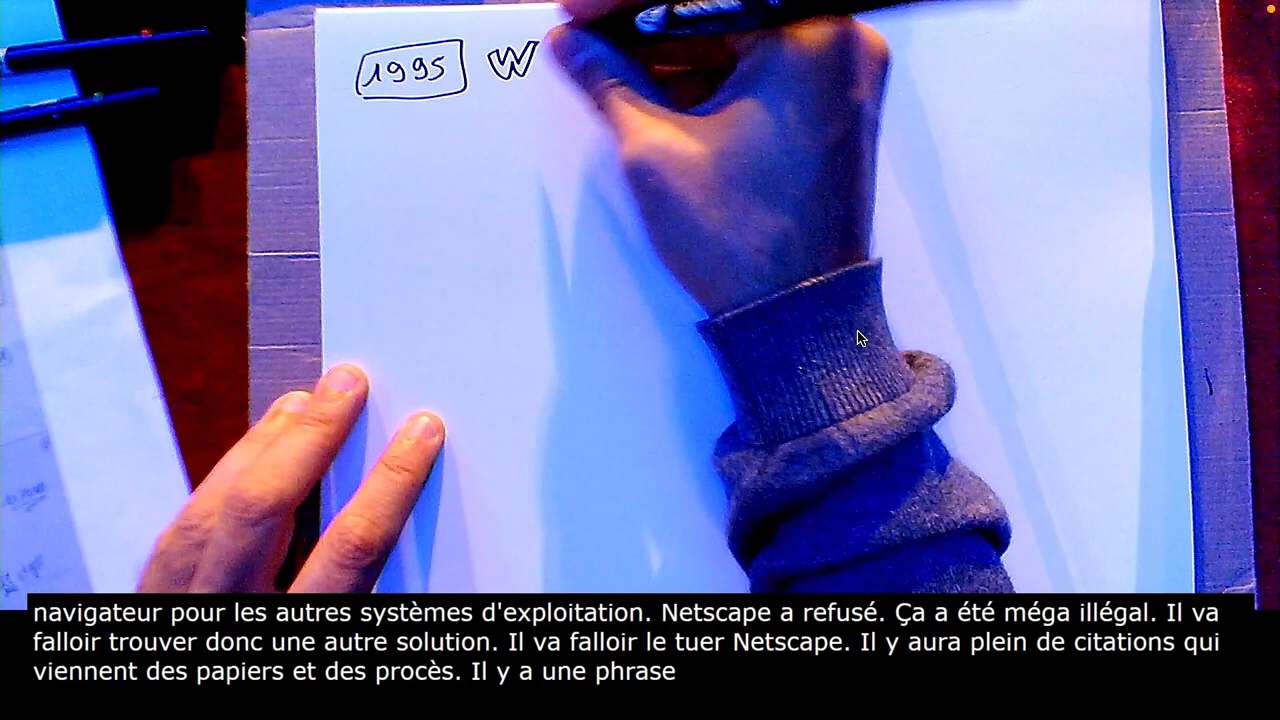 1995 W
navigateur pour les autres systèmes d'exploitation. Netscape a refusé. Ça a été méga illégal. Il va
falloir trouver donc une autre solution. Il va falloir le tuer Netscape. Il y aura plein de citations qui
viennent des papiers et des procès. Il y a une phrase